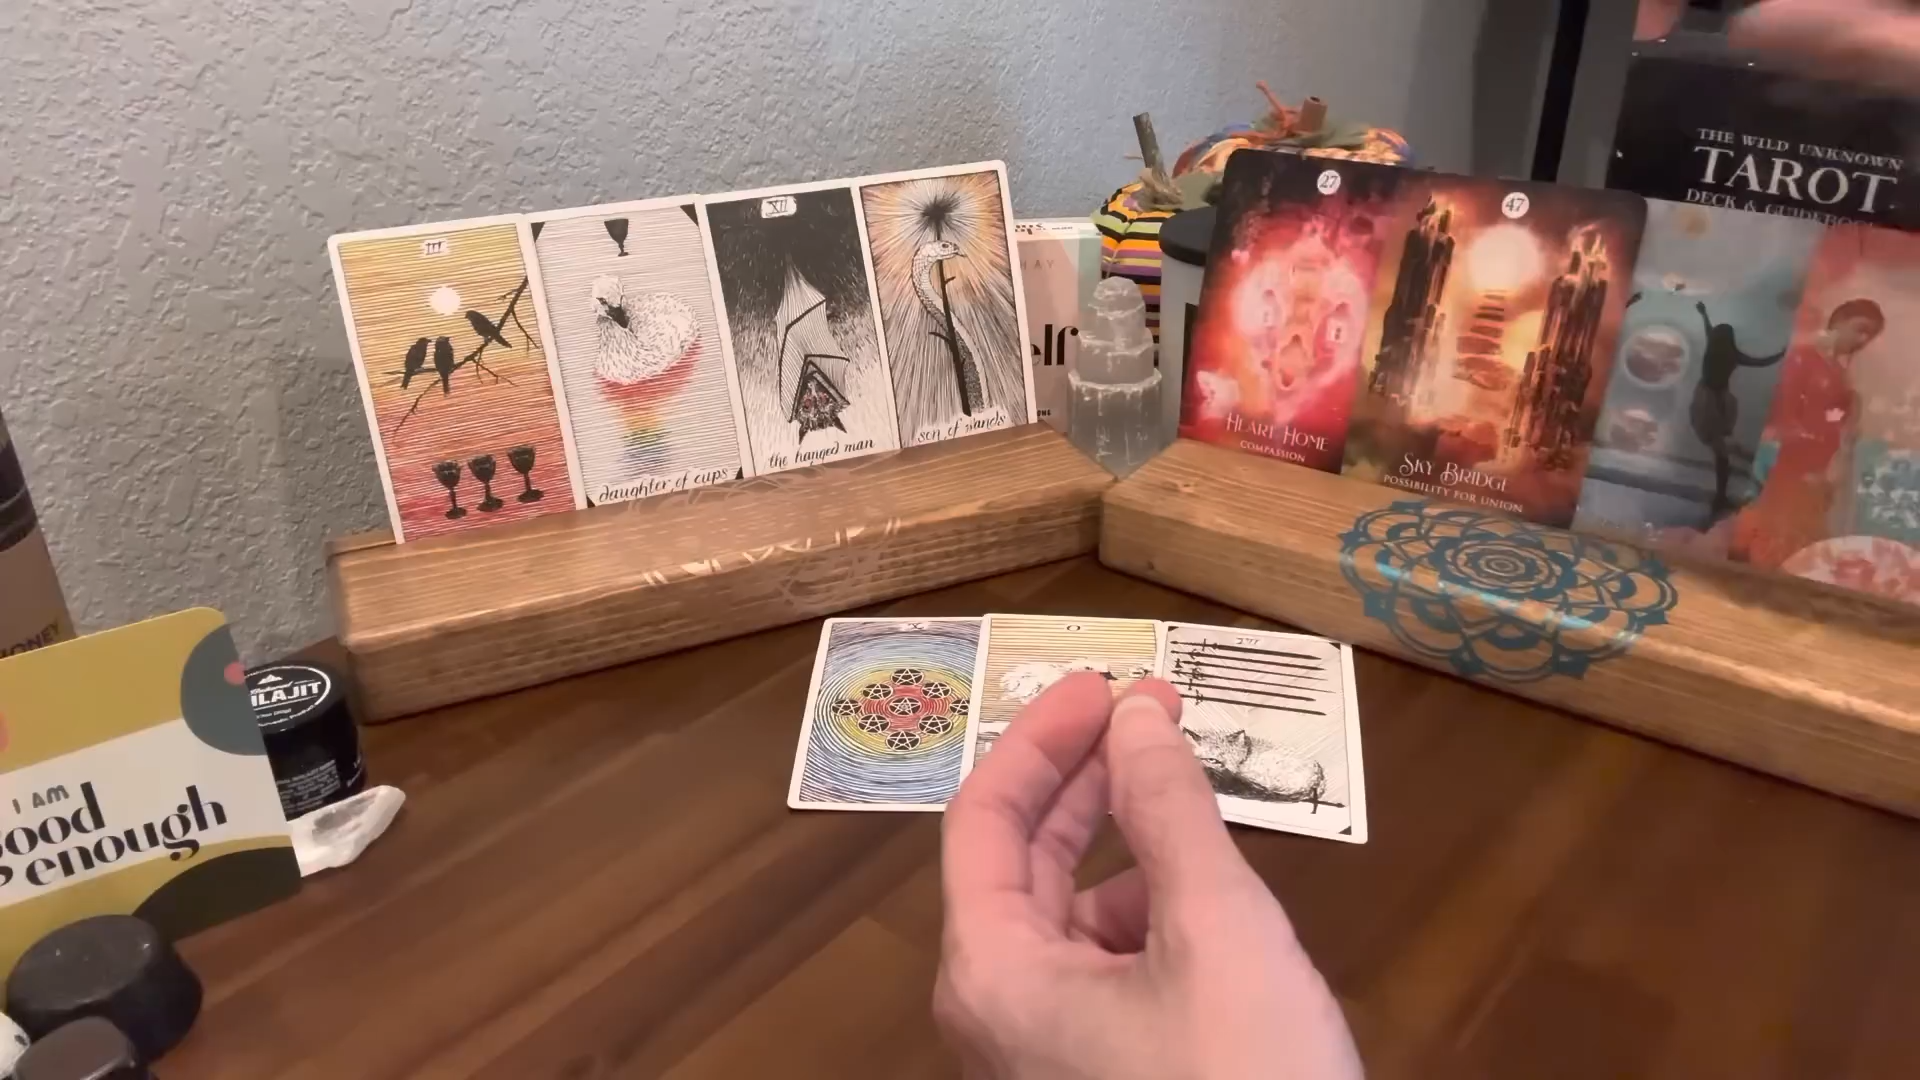 III
daughter of cups
XII
the hanged man
son of wands
27
HEART HOME
COMPASSION
47
SKY BRIDGE
POSSIBILITY FOR UNION
THE WILD UNKNOWN
TAROT
DECK & GUIDEBOOK
X
0
ILAJIT
I AM
good
enough